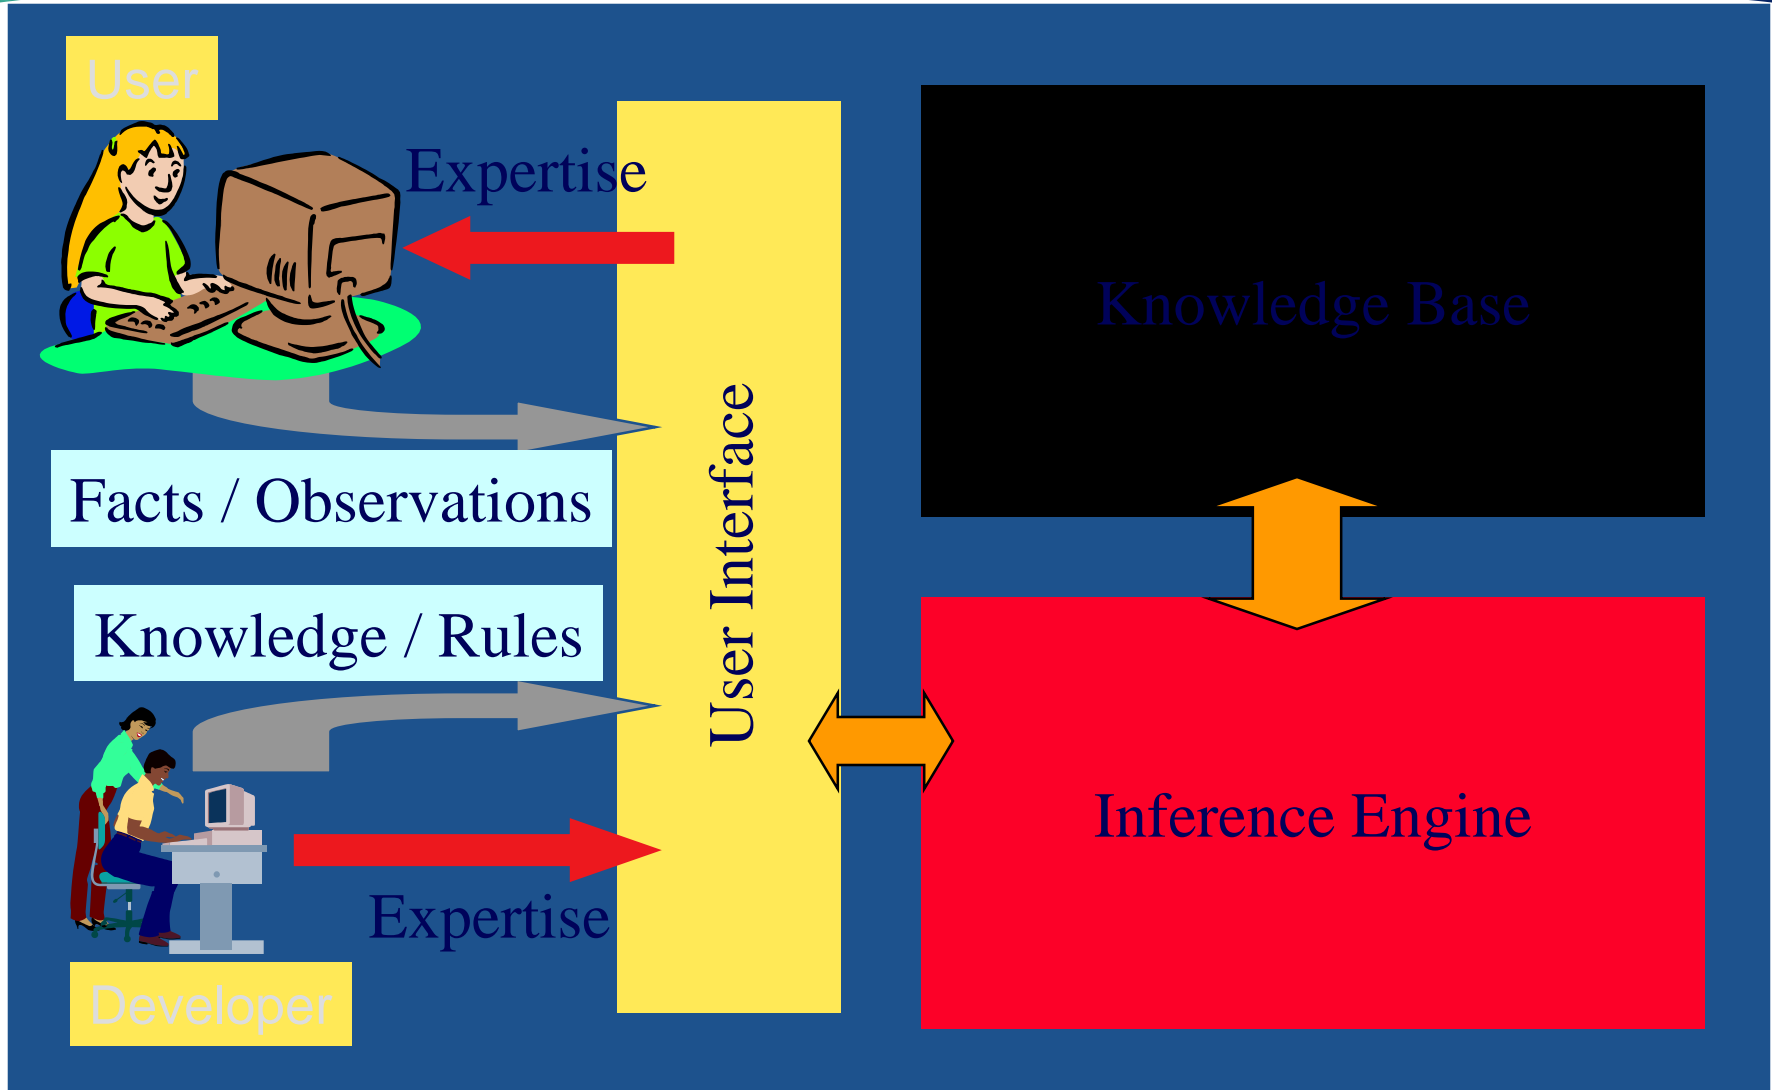 User
Expertise
Knowledge Base
Facts / Observations
User Interface
Knowledge / Rules
Inference Engine
Expertise
Developer